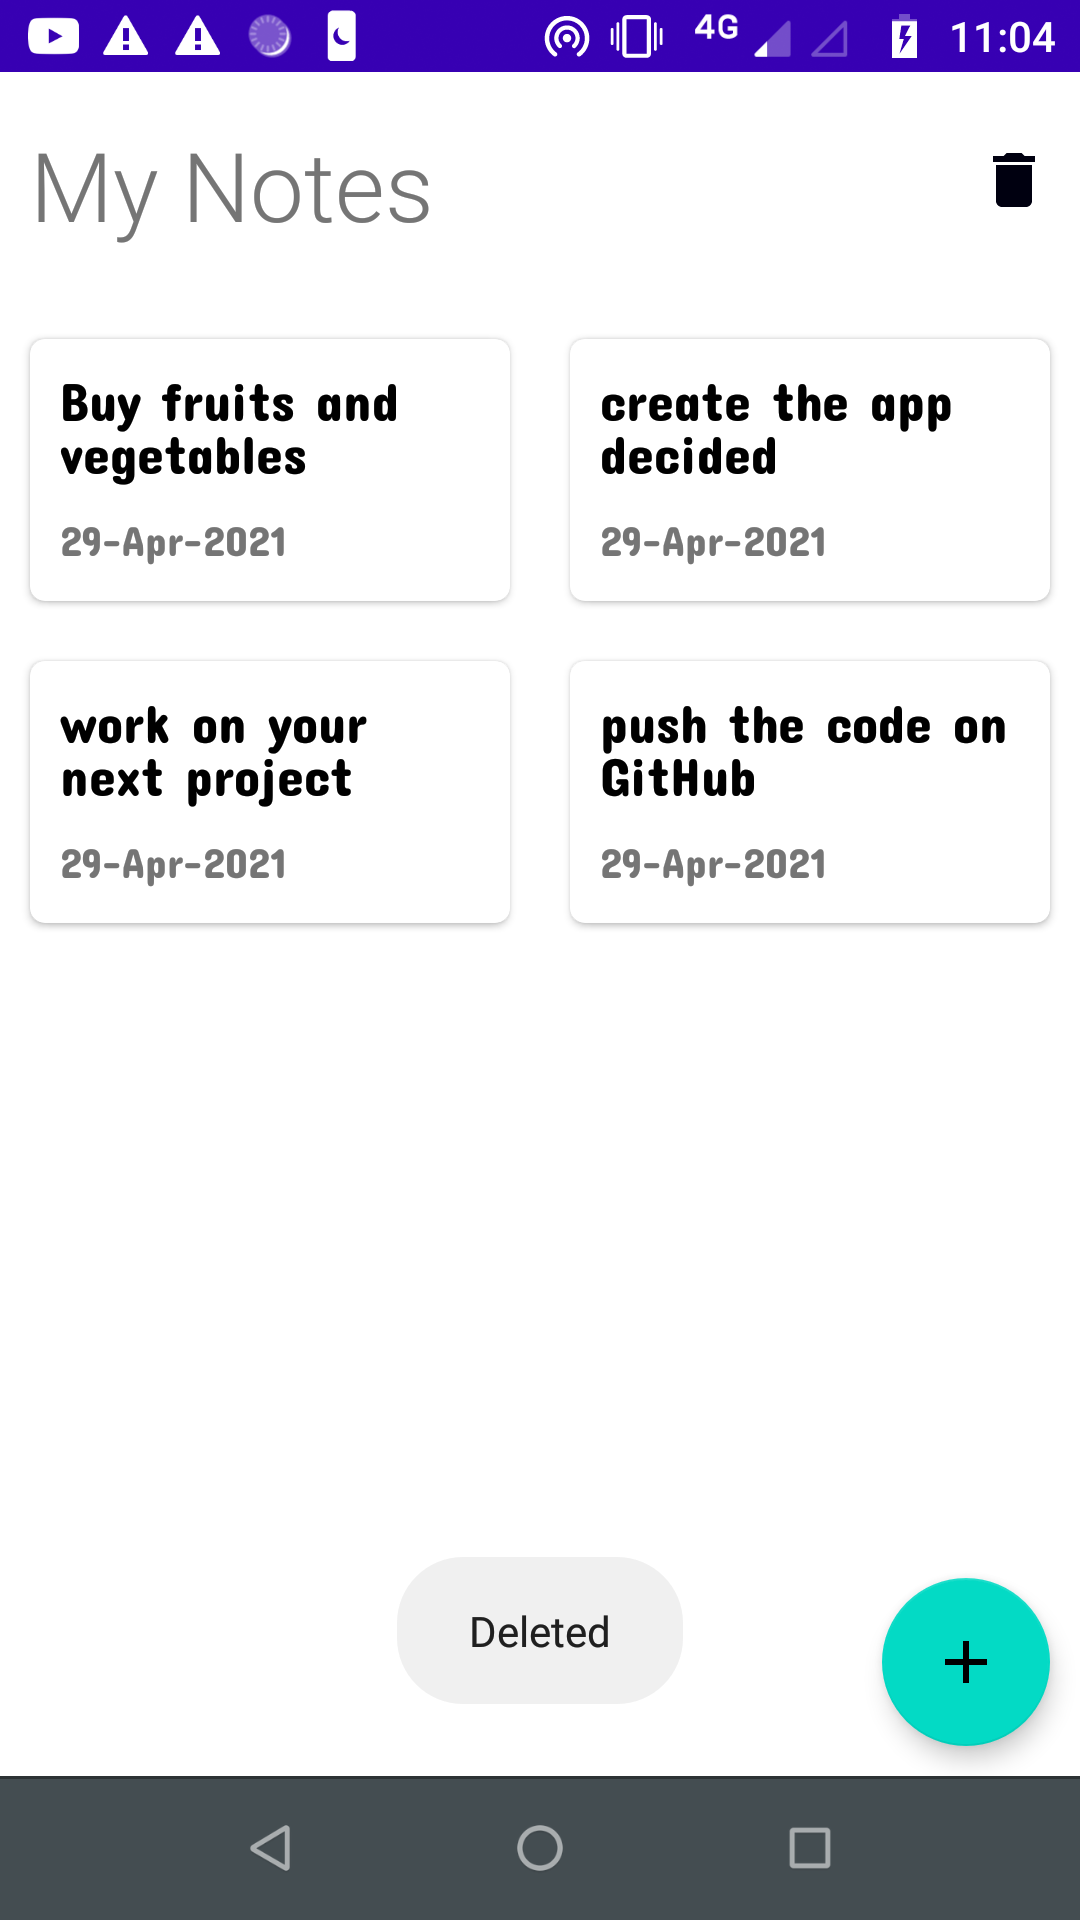 4G 11:04
My Notes
Buy fruits and
vegetables
29-Apr-2021
create the app
decided
29-Apr-2021
work on your
next project
29-Apr-2021
push the code on
GitHub
29-Apr-2021
Deleted